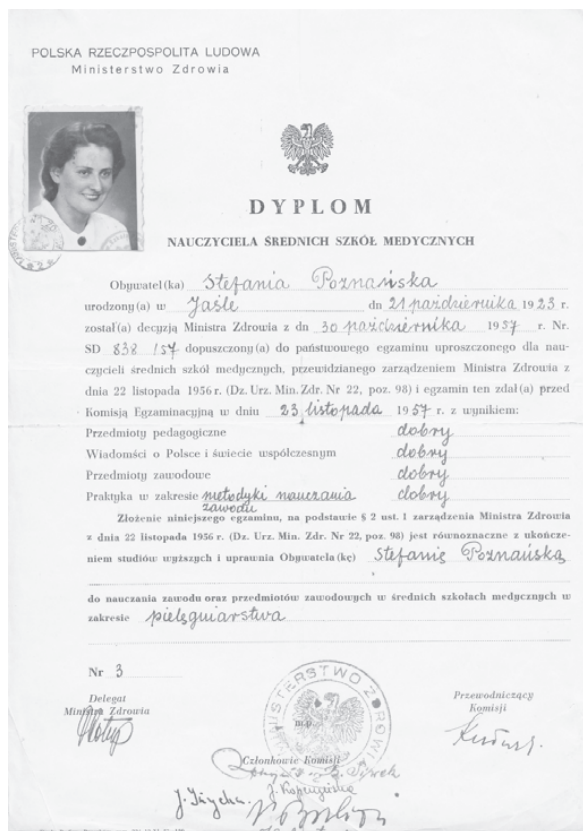 POLSKA RZECZPOSPOLITA LUDOWA
Ministerstwo Zdrowia
DYPLOM
NAUCZYCIELA ŚREDNICH SZKÓŁ MEDYCZNYCH
Obywatel(ka) Stefania Poznańska
urodzony(a) w Jaśle dn 21 października 1923 r.
został(a) decyzją Ministra Zdrowia z dn 30 października 1957 r. Nr.
SD 838/57 dopuszczony(a) do państwowego egzaminu uproszczonego dla nau-
czycieli średnich szkół medycznych, przewidzianego zarządzeniem Ministra Zdrowia z
dnia 22 listopada 1956 r. (Dz. Urz. Min. Zdr. Nr 22, poz. 98) i egzamin ten zdał(a) przed
Komisją Egzaminacyjną w dniu 23 listopada 1957 r. z wynikiem:
Przedmioty pedagogiczne dobry
Wiadomości o Polsce i świecie współczesnym dobry
Przedmioty zawodowe dobry
Praktyka w zakresie metodyki nauczania dobry
zawodu
Złożenie niniejszego egzaminu, na podstawie § 2 ust. 1 zarządzenia Ministra Zdrowia
z dnia 22 listopada 1956 r. (Dz. Urz. Min. Zdr. Nr 22, poz. 98) jest równoznaczne z ukończe-
niem studiów wyższych i uprawnia Obywatela(kę) Stefanię Poznańską
do nauczania zawodu oraz przedmiotów zawodowych w średnich szkołach medycznych w
zakresie pielęgniarstwa
Nr 3
MINISTERSTWO ZDROWIA
Delegat
Ministra Zdrowia
m.p.
Przewodniczący
Komisji
Członkowie Komisji